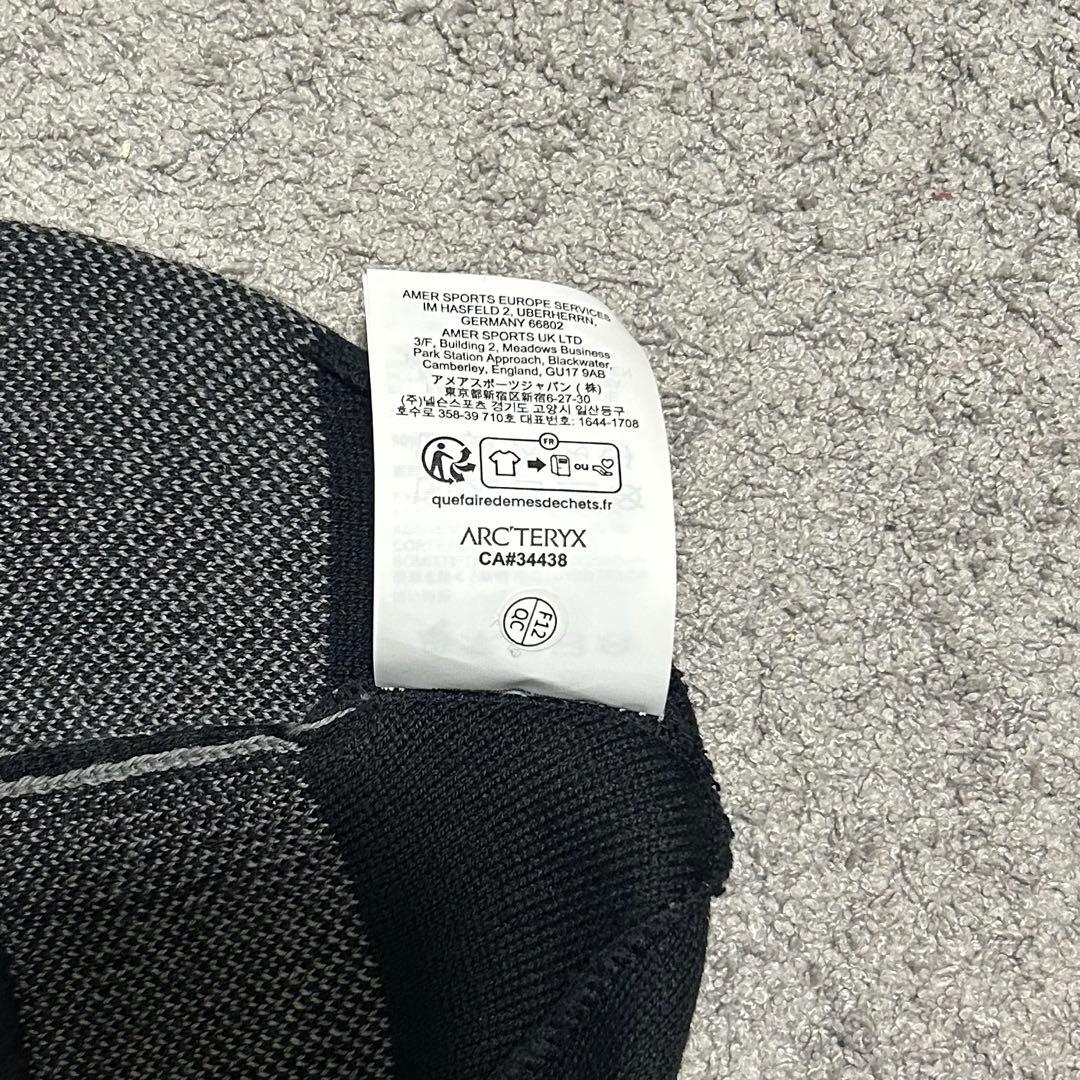 AMER SPORTS EUROPE SERVICES
IM HASFELD 2, UBERHERRN,
GERMANY 66802
AMER SPORTS UK LTD
3/F, Building 2, Meadows Business
Park Station Approach, Blackwater,
Camberley, England, GU17 9AB
アメアスポーツジャパン (株)
東京都新宿区新宿6-27-30
(주)넬슨스포츠 경기도 고양시 일산동구
호수로 358-39 710호 대표번호: 1644-1708
FR
ou
quefairedemesdechets.fr
ARC'TERYX
CA#34438
F12
QC